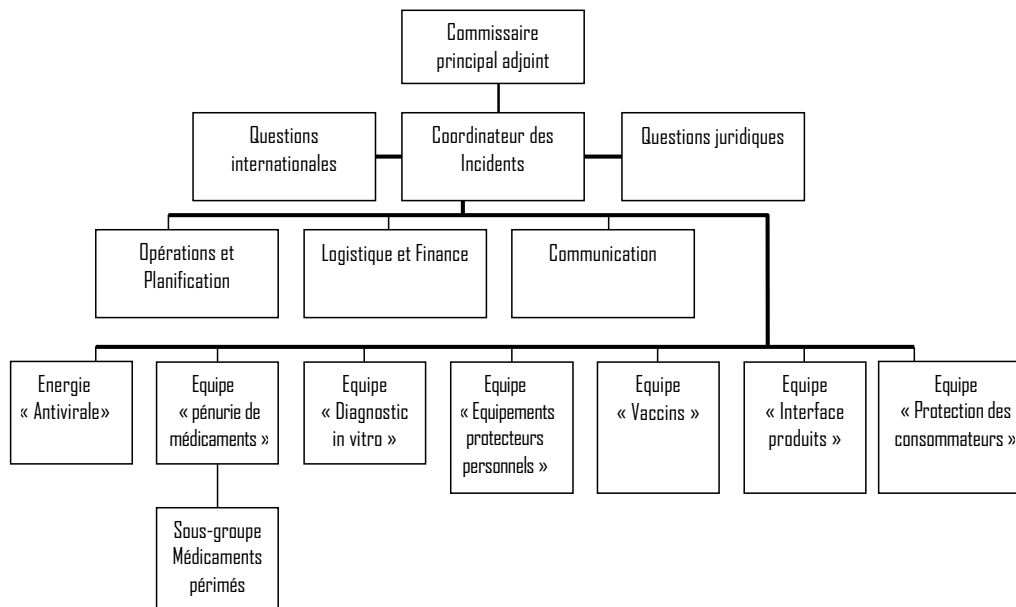 Commissaire
principal adjoint
Questions
internationales
Coordinateur des
Incidents
Questions juridiques
Opérations et
Planification
Logistique et Finance
Communication
Energie
« Antivirale»
Equipe
« pénurie de
médicaments »
Equipe
« Diagnostic
in vitro »
Equipe
« Equipements
protecteurs
personnels »
Equipe
« Vaccins »
Equipe
« Interface
produits »
Equipe
« Protection des
consommateurs »
Sous-groupe
Médicaments
périmés